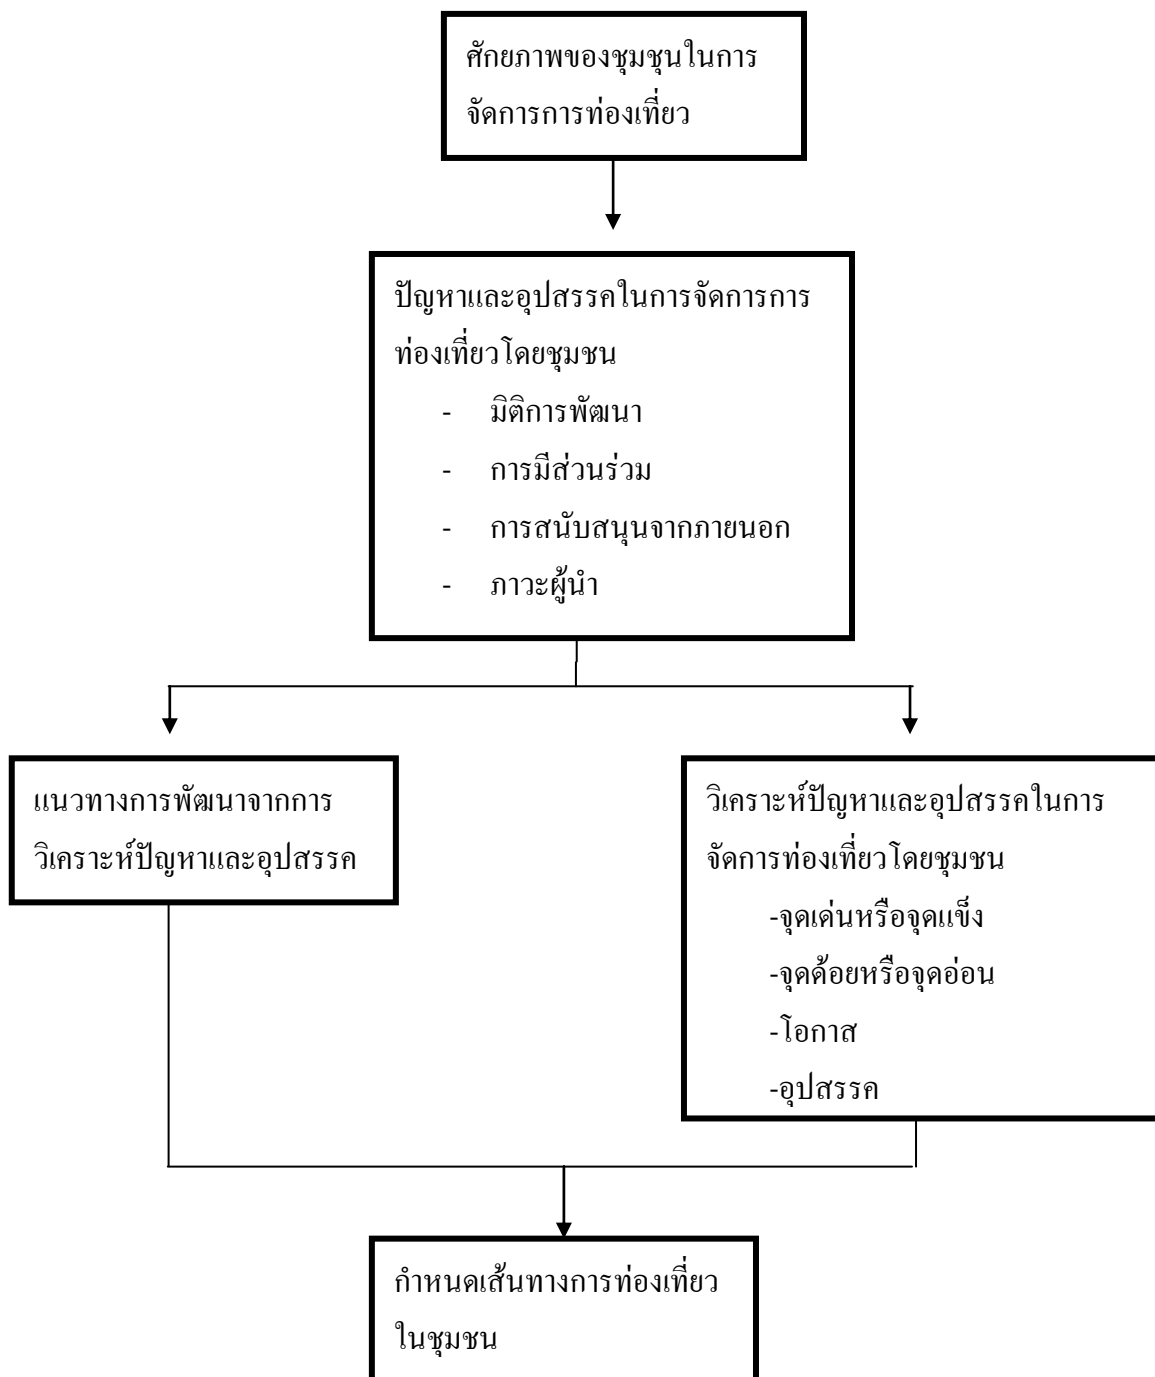 ศักยภาพของชุมชุนในการ
จัดการการท่องเที่ยว
ปัญหาและอุปสรรคในการจัดการการ
ท่องเที่ยวโดยชุมชน
- มิติการพัฒนา
- การมีส่วนร่วม
- การสนับสนุนจากภายนอก
- ภาวะผู้นำ
แนวทางการพัฒนาจากการ
วิเคราะห์ปัญหาและอุปสรรค
วิเคราะห์ปัญหาและอุปสรรคในการ
จัดการท่องเที่ยวโดยชุมชน
-จุดเด่นหรือจุดแข็ง
-จุดด้อยหรือจุดอ่อน
-โอกาส
-อุปสรรค
กำหนดเส้นทางการท่องเที่ยว
ในชุมชน